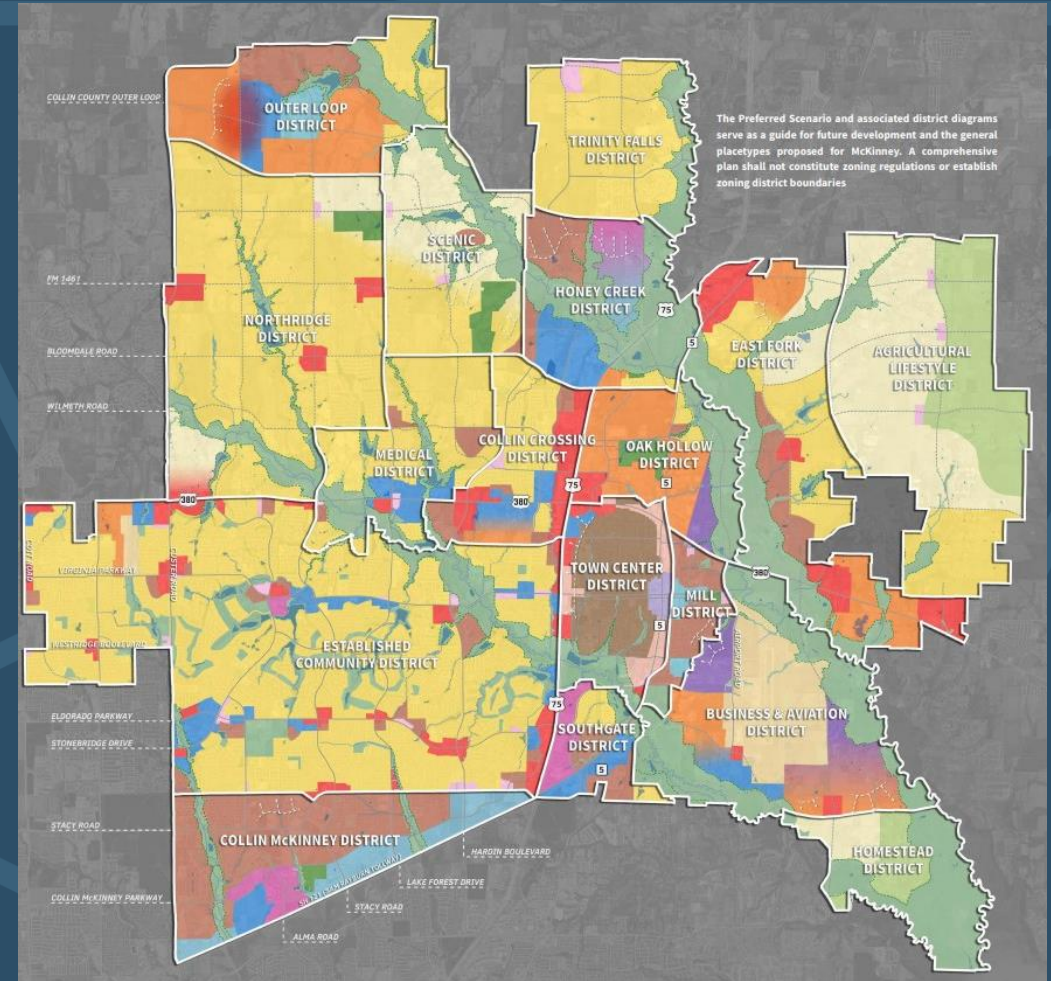 COLLIN COUNTY OUTER LOOP
OUTER LOOP
DISTRICT
TRINITY FALLS
DISTRICT
The Preferred Scenario and associated district diagrams
serve as a guide for future development and the general
placetypes proposed for McKinney. A comprehensive
plan shall not constitute zoning regulations or establish
zoning district boundaries
SCENIC
DISTRICT
FM 1461
HONEY CREEK
DISTRICT
75
NORTHRIDGE
DISTRICT
5
EAST FORK
DISTRICT
AGRICULTURAL
LIFESTYLE
DISTRICT
BLOOMDALE ROAD
WILMETH ROAD
MEDICAL
DISTRICT
COLLIN CROSSING
DISTRICT
OAK HOLLOW
DISTRICT
75
5
380
380
VIRGINIA PARKWAY
TOWN CENTER
DISTRICT
380
MILL
DISTRICT
5
ESTABLISHED
COMMUNITY DISTRICT
WESTRIDGE BOULEVARD
ELDORADO PARKWAY
75
SOUTHGATE
DISTRICT
BUSINESS & AVIATION
DISTRICT
STONEBRIDGE DRIVE
5
STACY ROAD
COLLIN McKINNEY DISTRICT
HARDIN BOULEVARD
HOMESTEAD
DISTRICT
LAKE FOREST DRIVE
COLLIN McKINNEY PARKWAY
STACY ROAD
ALMA ROAD